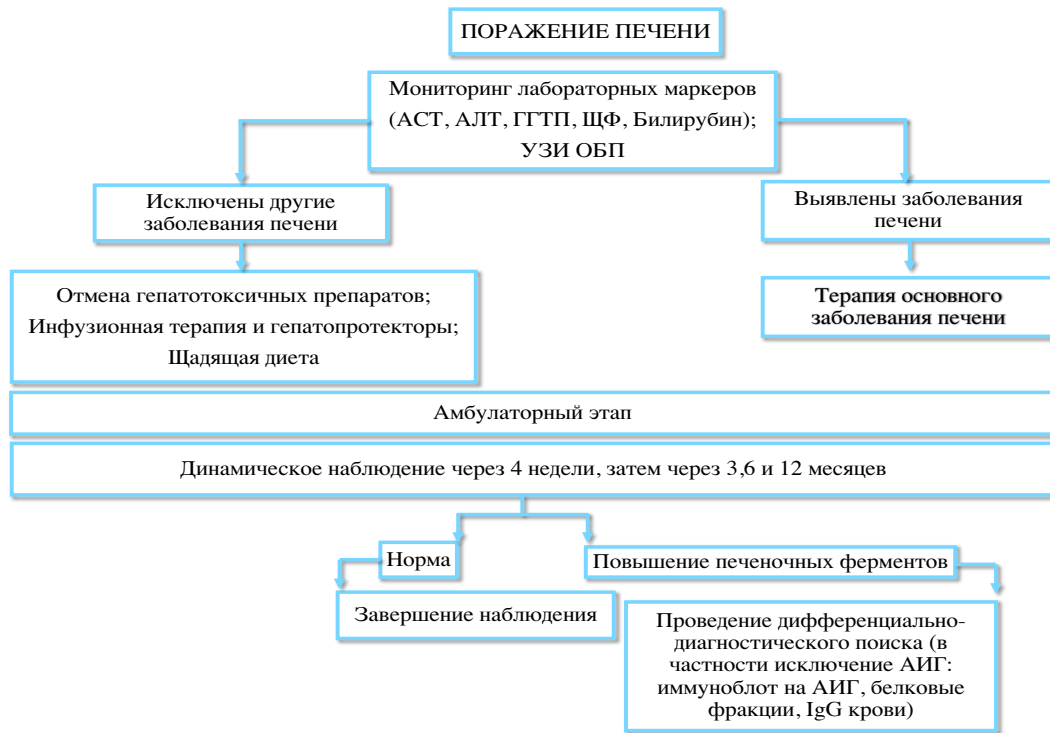 ПОРАЖЕНИЕ ПЕЧЕНИ
Мониторинг лабораторных маркеров
(АСТ, АЛТ, ГГТП, ЩФ, Билирубин);
УЗИ ОБП
Исключены другие
заболевания печени
Выявлены заболевания
печени
Отмена гепатотоксичных препаратов;
Инфузионная терапия и гепатопротекторы;
Щадящая диета
Терапия основного
заболевания печени
Амбулаторный этап
Динамическое наблюдение через 4 недели, затем через 3,6 и 12 месяцев
Норма
Повышение печеночных ферментов
Завершение наблюдения
Проведение дифференциально-
диагностического поиска (в
частности исключение АИГ:
иммуноблот на АИГ, белковые
фракции, IgG крови)